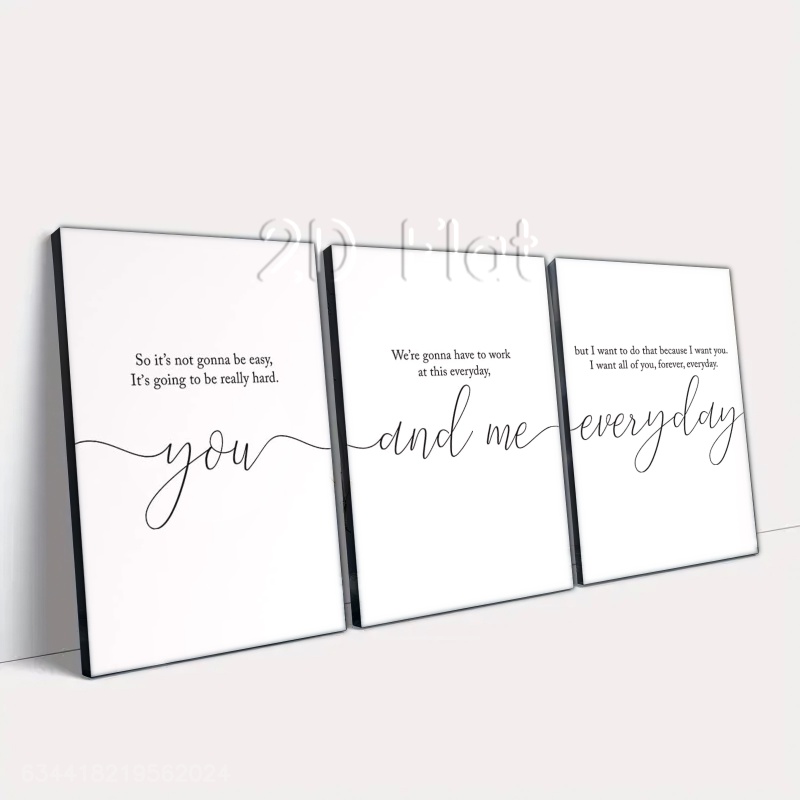 2D Flat
So it's not gonna be easy,
It's going to be really hard.
you
We're gonna have to work
at this everyday,
and me
but I want to do that because I want you.
I want all of you, forever, everyday.
everyday
634418219562024